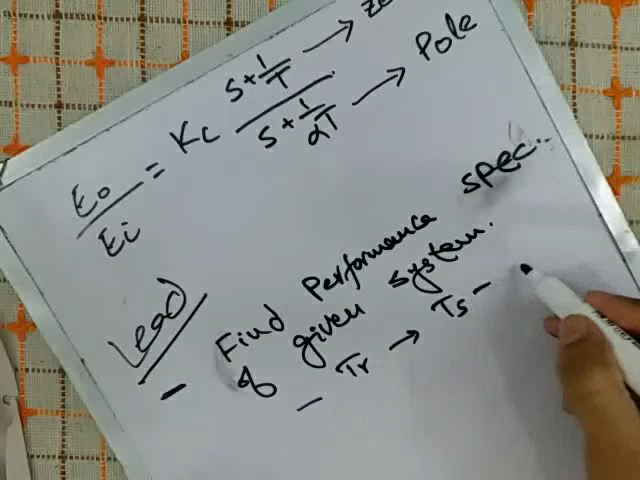 Eo/Ei = Kc (s + 1/T)/(s + 1/αT) → Pole
Lead
- Find Performance spec..
of given system.
- Tr → Ts -